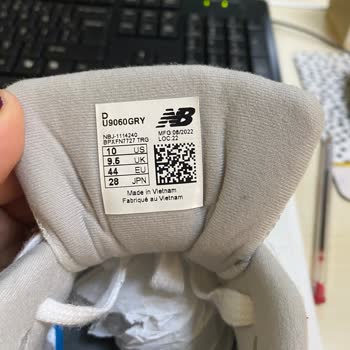 D
U9060GRY
NB
NBJ-1114240
BPXFN7727 TRG
MFG 06/2022
LOC:22
10 US
9.5 UK
44 EU
28 JPN
Made in Vietnam
Fabriqué au Vietnam